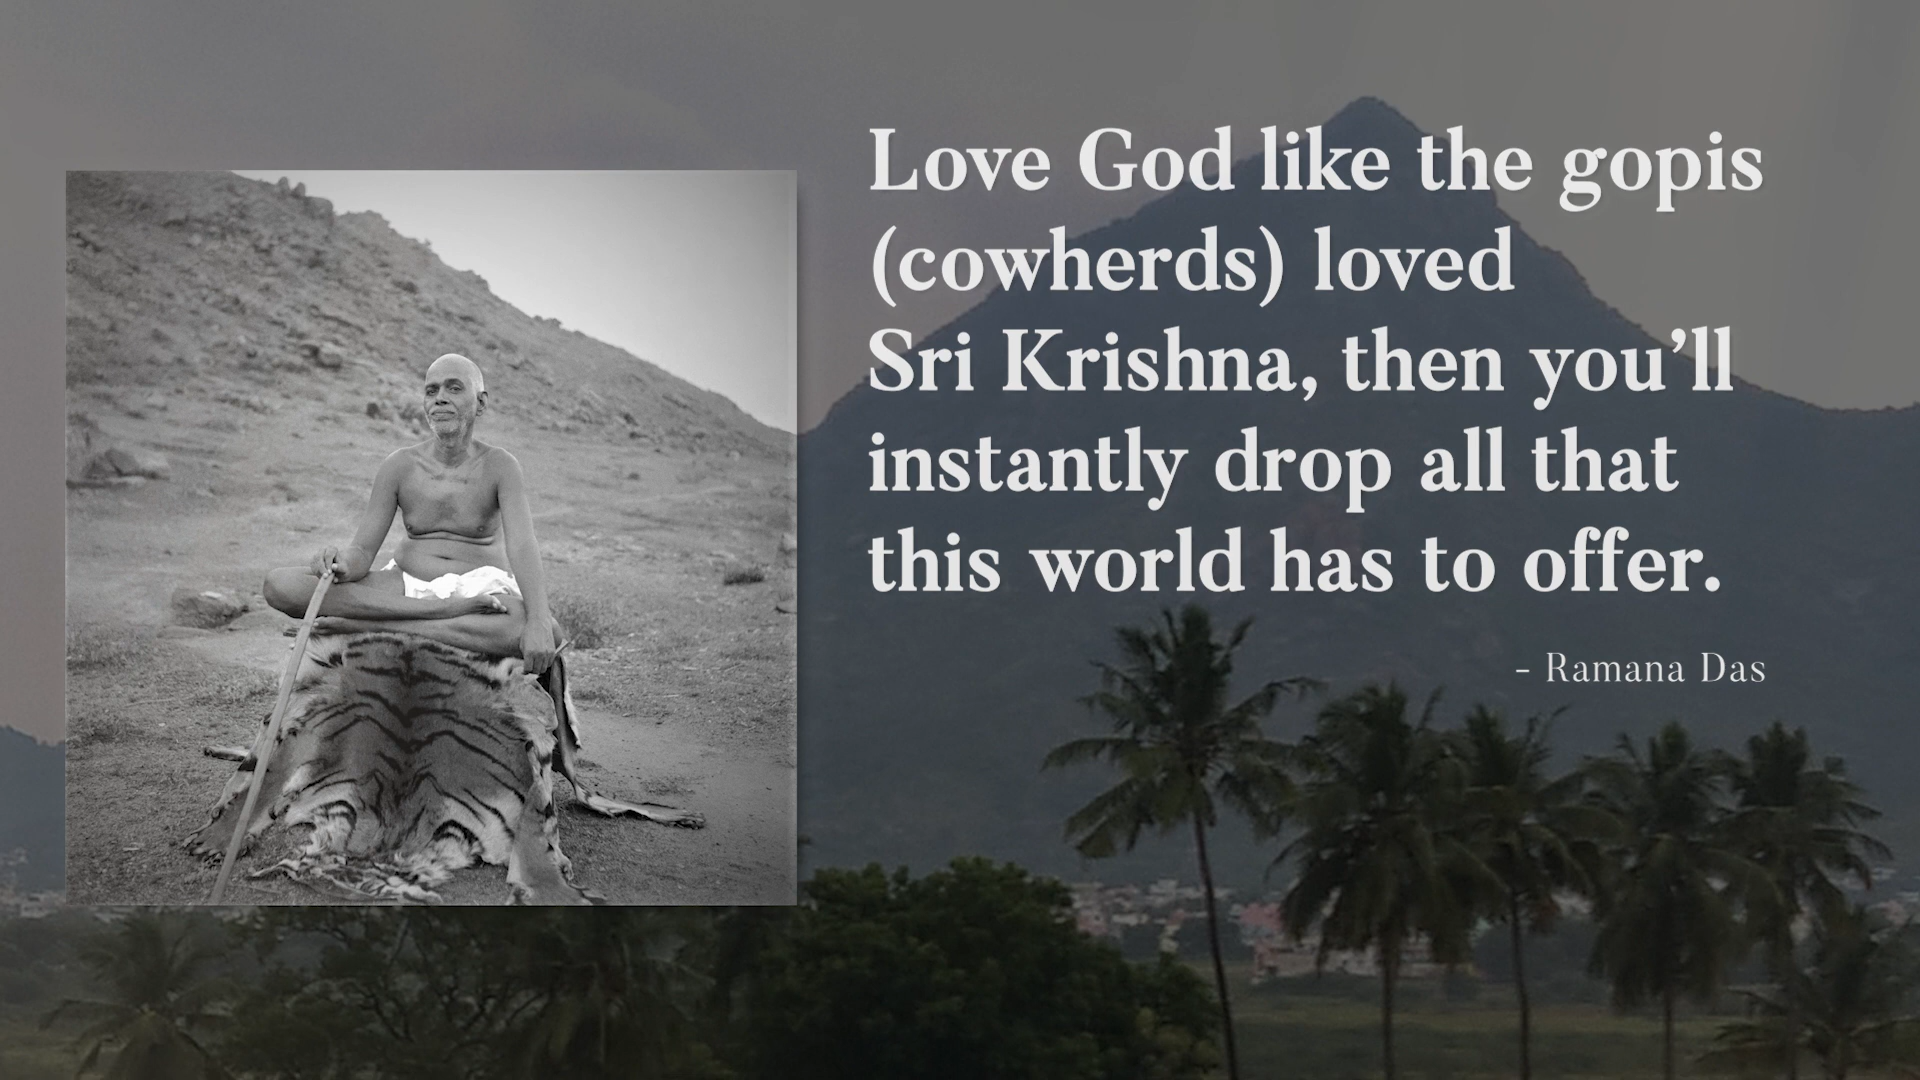 Love God like the gopis
(cowherds) loved
Sri Krishna, then you’ll
instantly drop all that
this world has to offer.
- Ramana Das